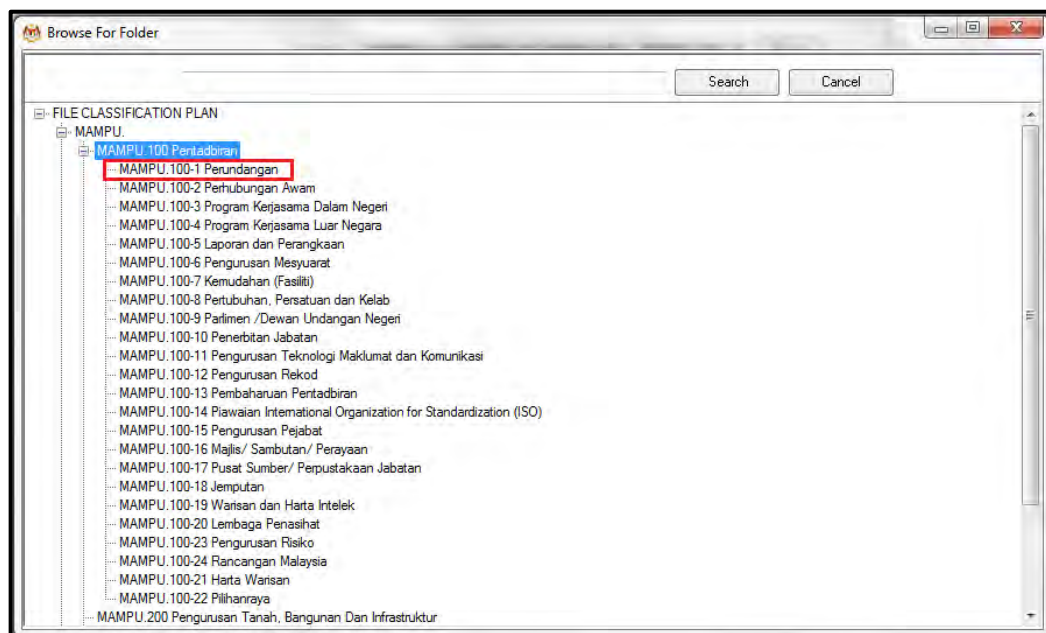 Browse For Folder
Search Cancel
FILE CLASSIFICATION PLAN
MAMPU.
MAMPU.100 Pentadbiran
MAMPU.100-1 Perundangan
MAMPU.100-2 Perhubungan Awam
MAMPU.100-3 Program Kerjasama Dalam Negeri
MAMPU.100-4 Program Kerjasama Luar Negara
MAMPU.100-5 Laporan dan Perangkaan
MAMPU.100-6 Pengurusan Mesyuarat
MAMPU.100-7 Kemudahan (Fasiliti)
MAMPU.100-8 Pertubuhan, Persatuan dan Kelab
MAMPU.100-9 Parlimen /Dewan Undangan Negeri
MAMPU.100-10 Penerbitan Jabatan
MAMPU.100-11 Pengurusan Teknologi Maklumat dan Komunikasi
MAMPU.100-12 Pengurusan Rekod
MAMPU.100-13 Pembaharuan Pentadbiran
MAMPU.100-14 Piawaian International Organization for Standardization (ISO)
MAMPU.100-15 Pengurusan Pejabat
MAMPU.100-16 Majlis/ Sambutan/ Perayaan
MAMPU.100-17 Pusat Sumber/ Perpustakaan Jabatan
MAMPU.100-18 Jemputan
MAMPU.100-19 Warisan dan Harta Intelek
MAMPU.100-20 Lembaga Penasihat
MAMPU.100-23 Pengurusan Risiko
MAMPU.100-24 Rancangan Malaysia
MAMPU.100-21 Harta Warisan
MAMPU.100-22 Pilihanraya
MAMPU.200 Pengurusan Tanah, Bangunan Dan Infrastruktur